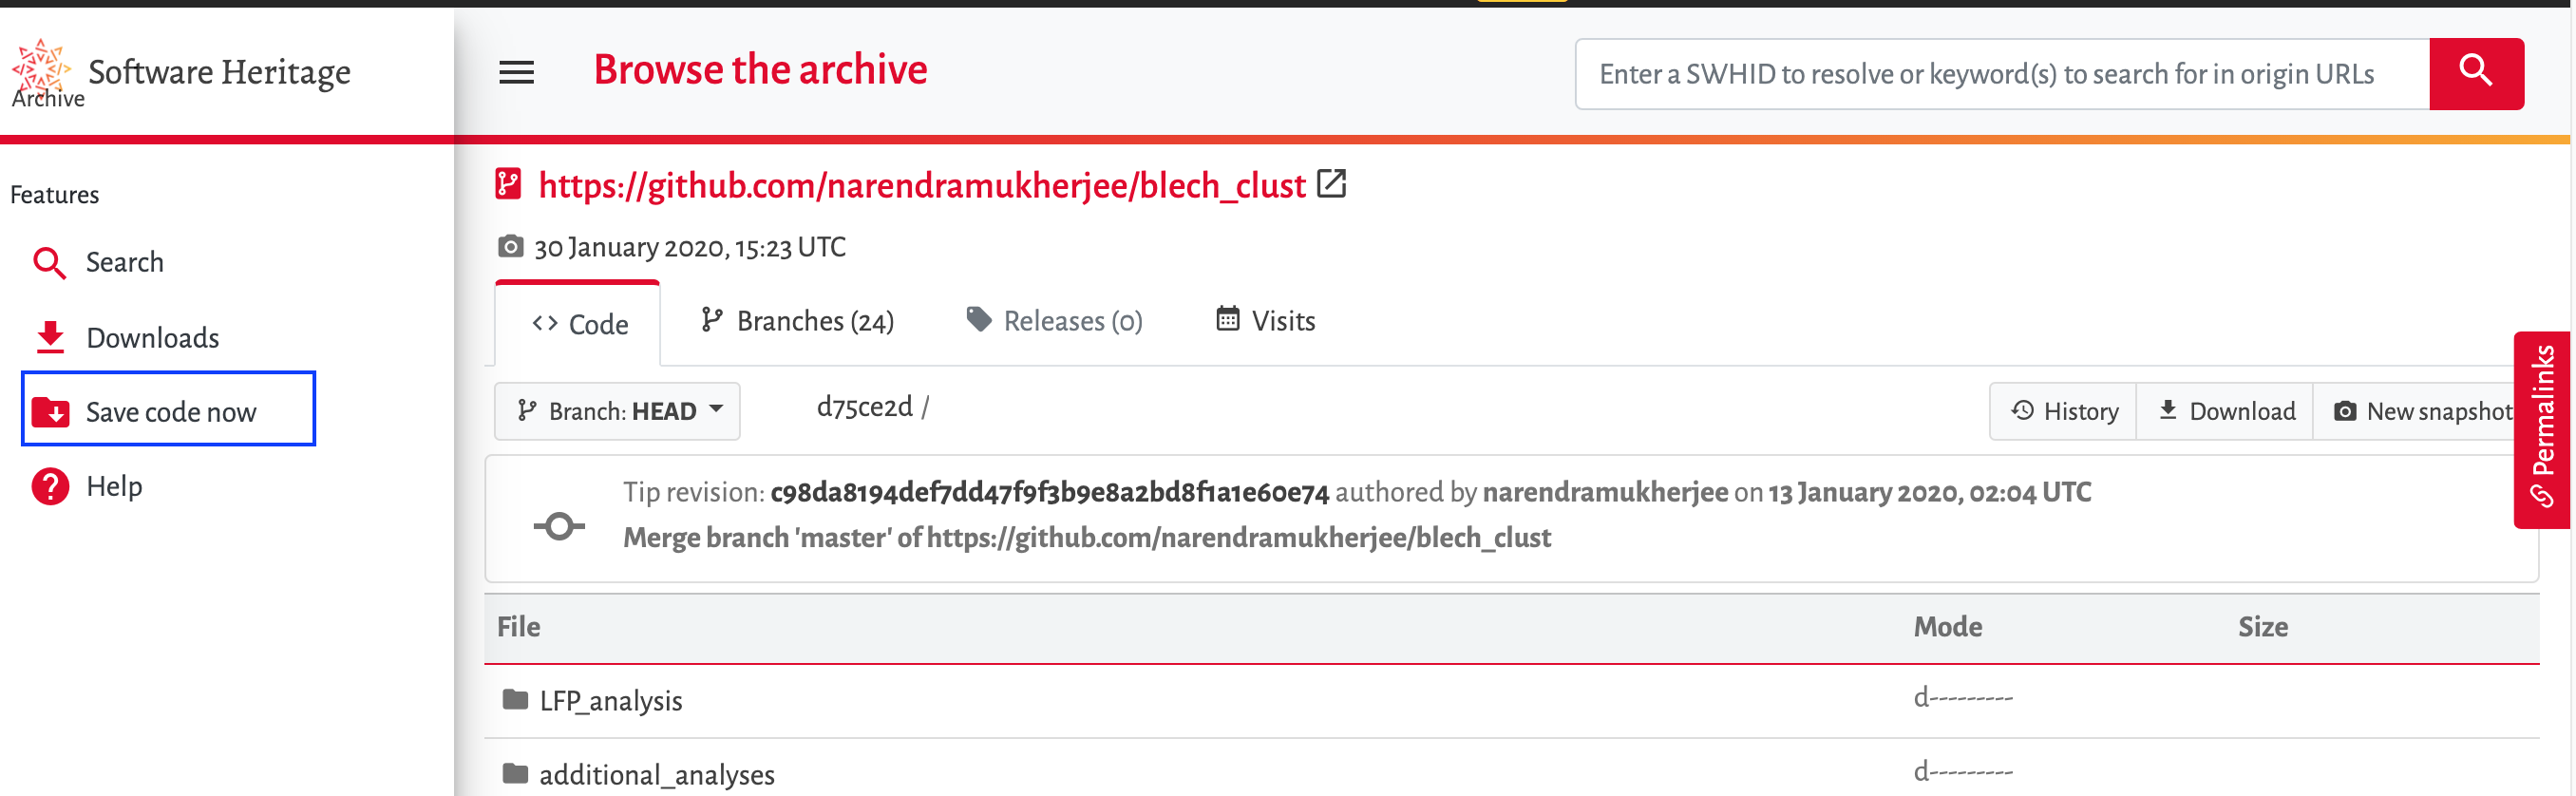 Software Heritage
Archive
Browse the archive
Enter a SWHID to resolve or keyword(s) to search for in origin URLs
Features
Search
Downloads
Save code now
Help
https://github.com/narendramukherjee/blech_clust
30 January 2020, 15:23 UTC
<> Code
Branches (24)
Releases (0)
Visits
Branch: HEAD
d75ce2d /
History
Download
New snapshot
Permalinks
Tip revision: c98da8194def7dd47f9f3b9e8a2bd8f1a1e60e74 authored by narendramukherjee on 13 January 2020, 02:04 UTC
Merge branch 'master' of https://github.com/narendramukherjee/blech_clust
File Mode Size
LFP_analysis d---------
additional_analyses d---------